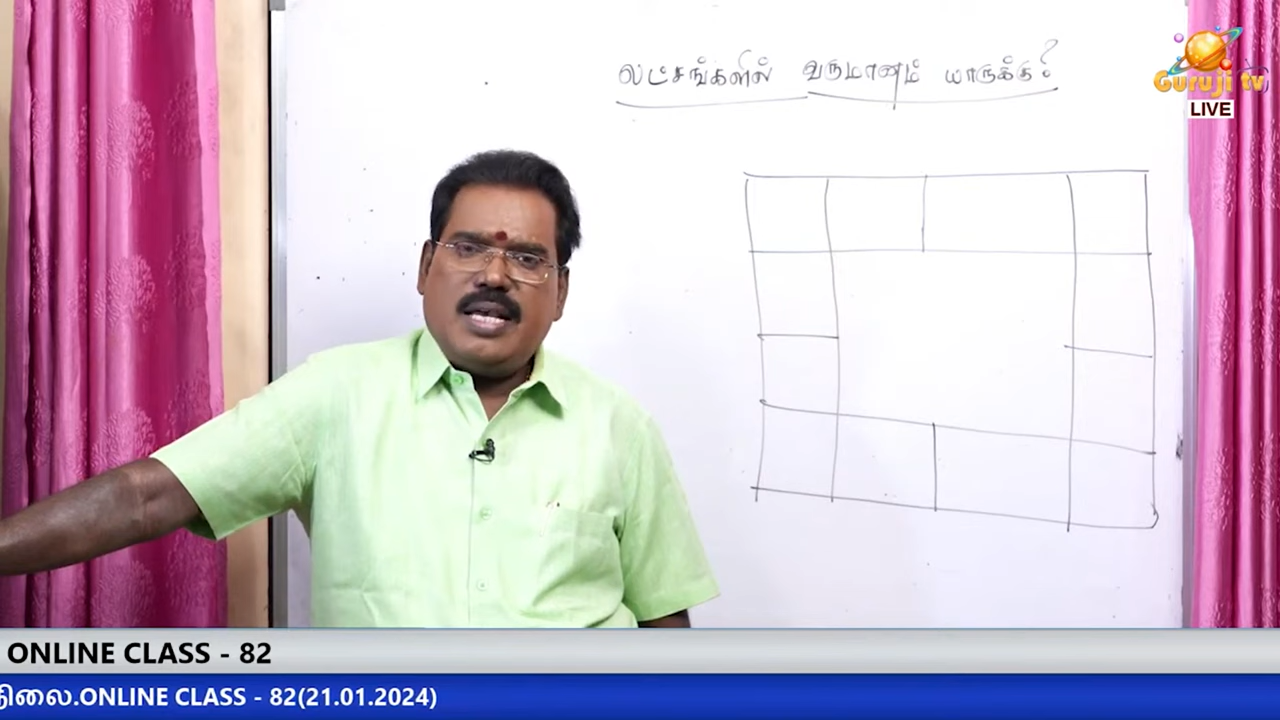 லட்சங்களில் வருமானம் யாருக்கு?
Guruji tv
LIVE
ONLINE CLASS - 82
நிலை.ONLINE CLASS - 82(21.01.2024)